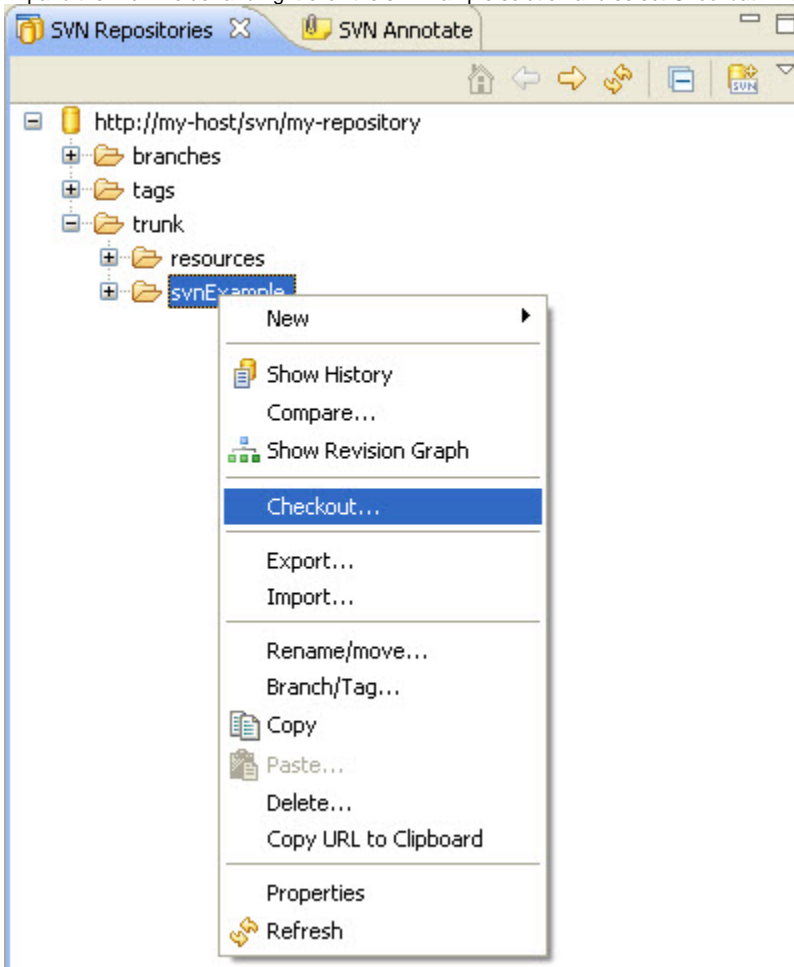 SVN Repositories
SVN Annotate
SVN
http://my-host/svn/my-repository
branches
tags
trunk
resources
svnExample
New
Show History
Compare...
Show Revision Graph
Checkout...
Export...
Import...
Rename/move...
Branch/Tag...
Copy
Paste...
Delete...
Copy URL to Clipboard
Properties
Refresh